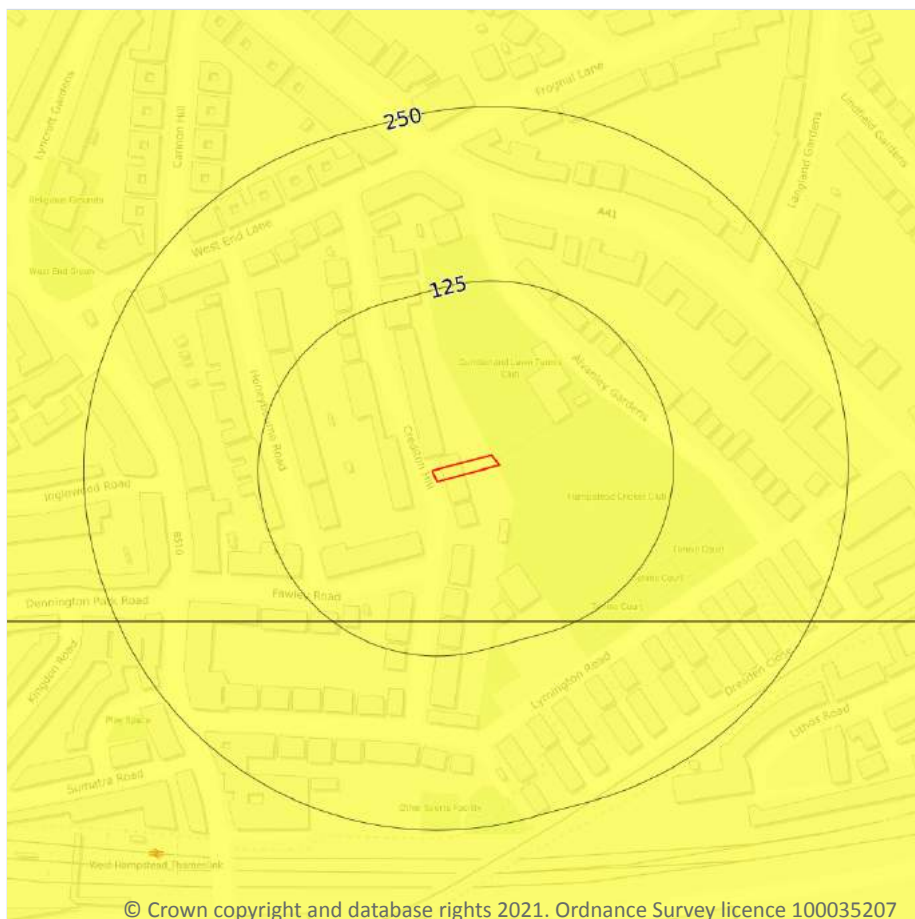 Frognal Lane
250
Lyncroft Gardens
Cannon Hill
Langland Gardens
Lindfield Gardens
Religious Grounds
A41
West End Lane
West End Green
125
Cumberland Lawn Tennis
Club
Alvanley Gardens
Honeybourne Road
Crediton Hill
Inglewood Road
Hampstead Cricket Club
B510
Tennis Court
Tennis Court
Tennis Court
Fawley Road
Dennington Park Road
Kingdon Road
Lymington Road
Dresden Close
Play Space
Lithos Road
Sumatra Road
Other Sports Facility
West Hampstead Thameslink
© Crown copyright and database rights 2021. Ordnance Survey licence 100035207